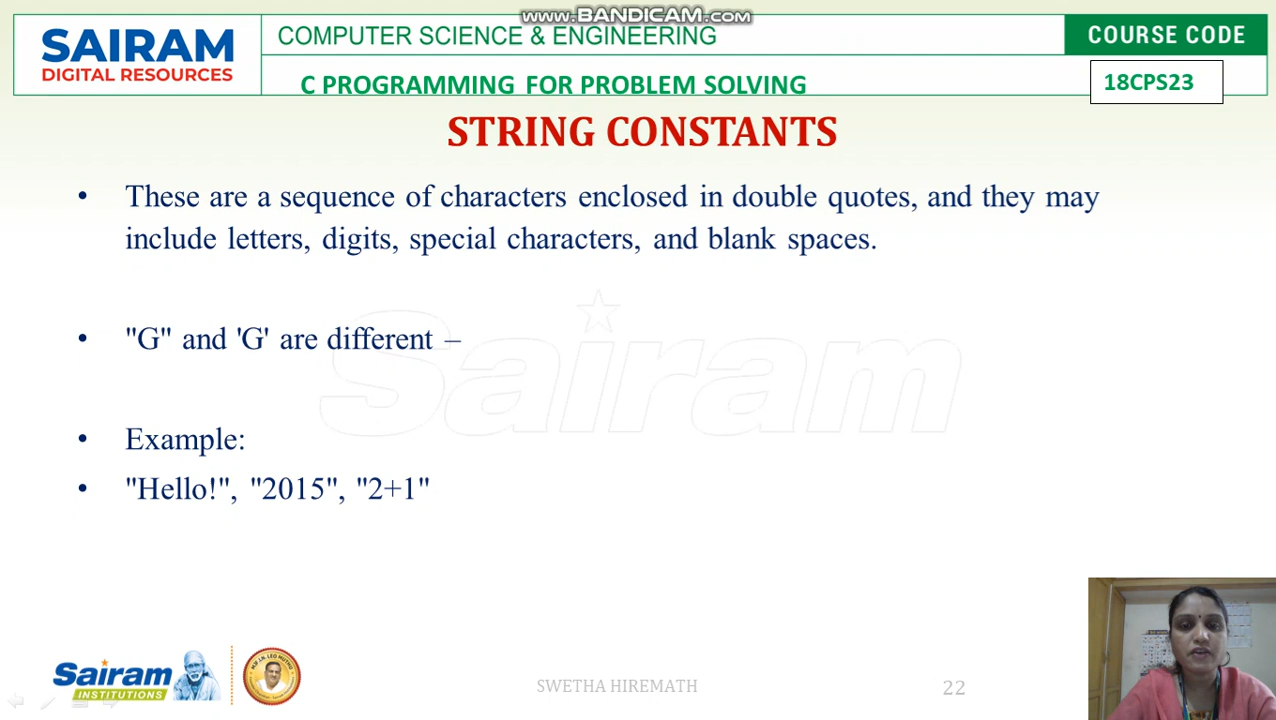 www.BANDICAM.com
SAIRAM
DIGITAL RESOURCES
COMPUTER SCIENCE & ENGINEERING
COURSE CODE
C PROGRAMMING FOR PROBLEM SOLVING
18CPS23
STRING CONSTANTS
• These are a sequence of characters enclosed in double quotes, and they may
include letters, digits, special characters, and blank spaces.
Sairam
• "G" and 'G' are different –
• Example:
• "Hello!", "2015", "2+1"
Sairam
INSTITUTIONS
SWETHA HIREMATH
22